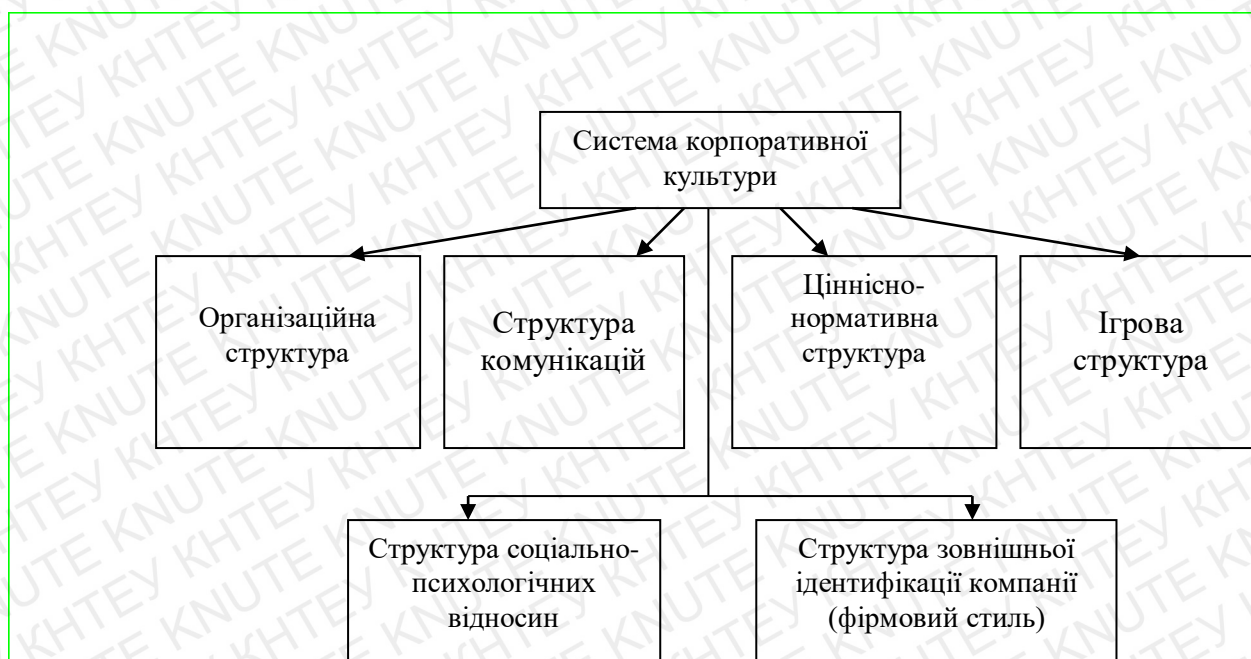 Система корпоративної
культури
Організаційна
структура
Структура
комунікацій
Ціннісно-
нормативна
структура
Ігрова
структура
Структура соціально-
психологічних
відносин
Структура зовнішньої
ідентифікації компанії
(фірмовий стиль)